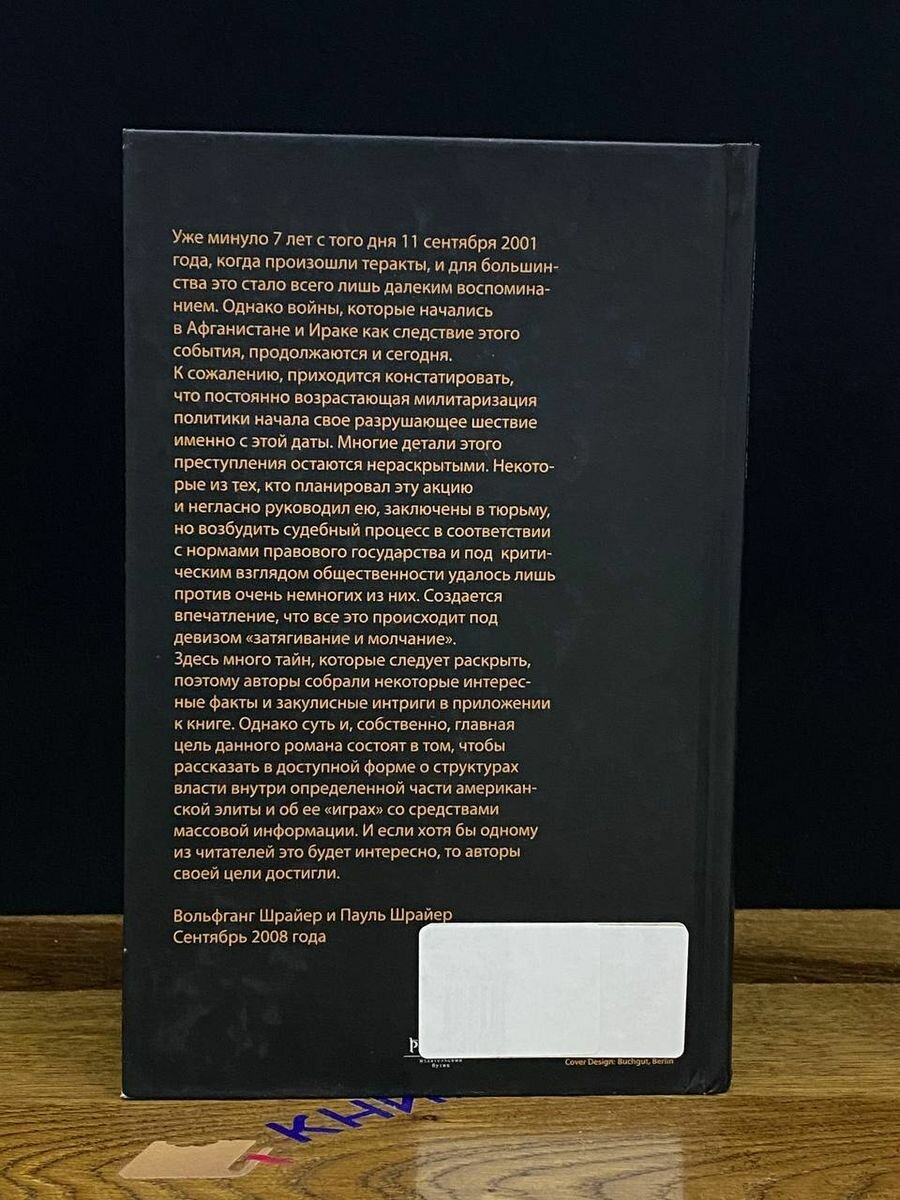 Уже минуло 7 лет с того дня 11 сентября 2001
года, когда произошли теракты, и для большин-
ства это стало всего лишь далеким воспомина-
нием. Однако войны, которые начались
в Афганистане и Ираке как следствие этого
события, продолжаются и сегодня.
К сожалению, приходится констатировать,
что постоянно возрастающая милитаризация
политики начала свое разрушающее шествие
именно с этой даты. Многие детали этого
преступления остаются нераскрытыми. Некото-
рые из тех, кто планировал эту акцию
и негласно руководил ею, заключены в тюрьму,
но возбудить судебный процесс в соответствии
с нормами правового государства и под крити-
ческим взглядом общественности удалось лишь
против очень немногих из них. Создается
впечатление, что все это происходит под
девизом «затягивание и молчание».
Здесь много тайн, которые следует раскрыть,
поэтому авторы собрали некоторые интерес-
ные факты и закулисные интриги в приложении
к книге. Однако суть и, собственно, главная
цель данного романа состоят в том, чтобы
рассказать в доступной форме о структурах
власти внутри определенной части американ-
ской элиты и об ее «играх» со средствами
массовой информации. И если хотя бы одному
из читателей это будет интересно, то авторы
своей цели достигли.
Вольфганг Шрайер и Пауль Шрайер
Сентябрь 2008 года
издательский
бутик
Cover Design: Buchgut, Berlin